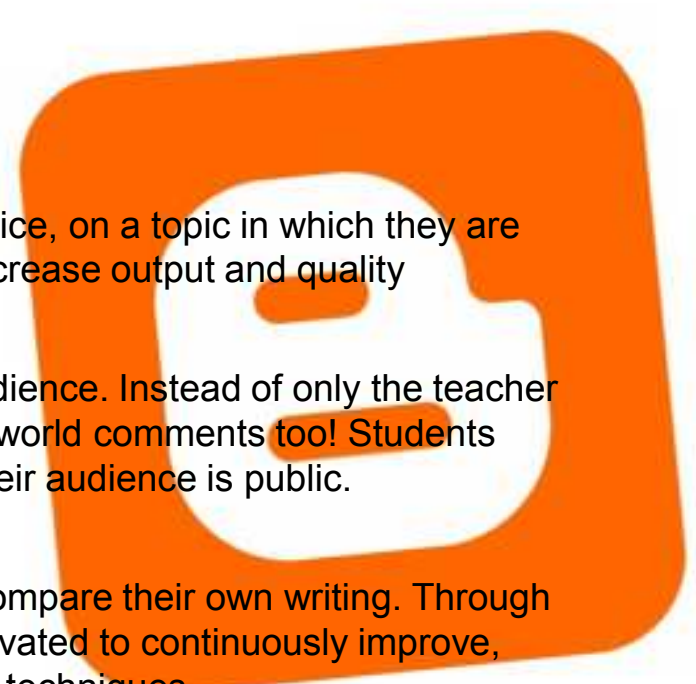 ice, on a topic in which they are
crease output and quality
dience. Instead of only the teacher
world comments too! Students
eir audience is public.
ompare their own writing. Through
vated to continuously improve,
techniques